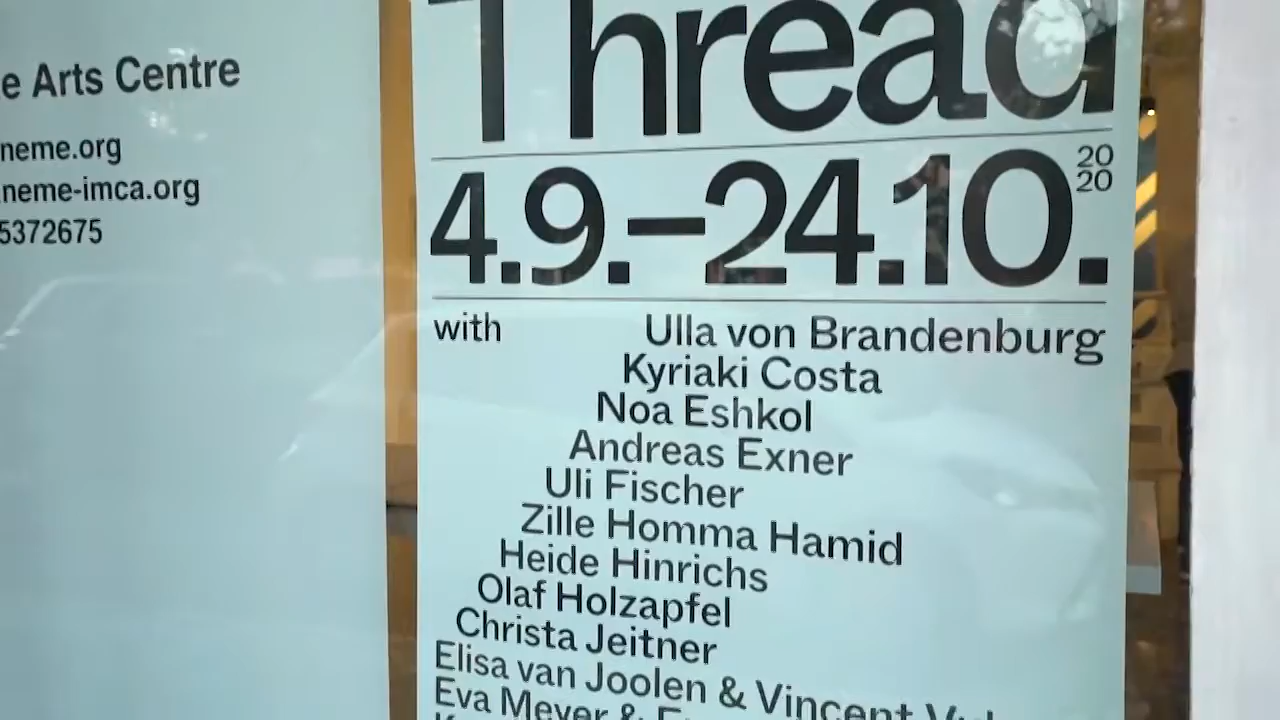 e Arts Centre
neme.org
neme-imca.org
5372675
Thread
4.9.–24.10.
20
20
with
Ulla von Brandenburg
Kyriaki Costa
Noa Eshkol
Andreas Exner
Uli Fischer
Zille Homma Hamid
Heide Hinrichs
Olaf Holzapfel
Christa Jeitner
Elisa van Joolen & Vincent
Eva Meyer &